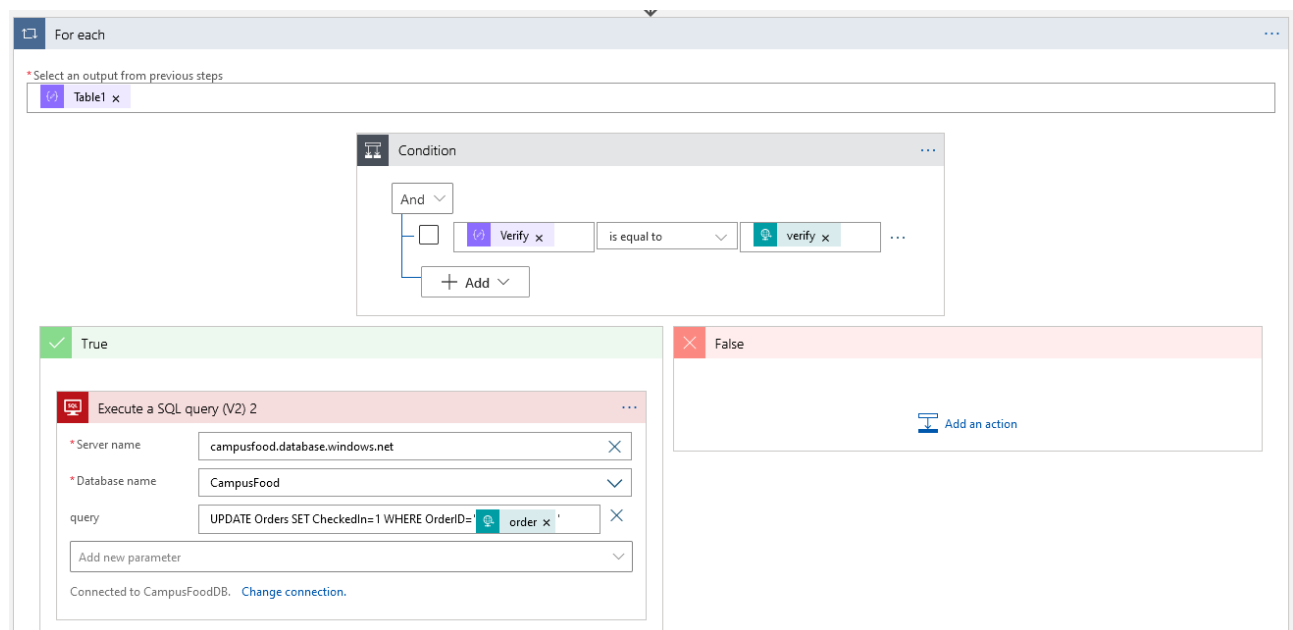 For each
* Select an output from previous steps
Table1 ×
Condition
And
Verify × is equal to verify ×
Add
True
False
SQL Execute a SQL query (V2) 2
Add an action
* Server name campusfood.database.windows.net
* Database name CampusFood
query UPDATE Orders SET CheckedIn=1 WHERE OrderID=' order × '
Add new parameter
Connected to CampusFoodDB. Change connection.